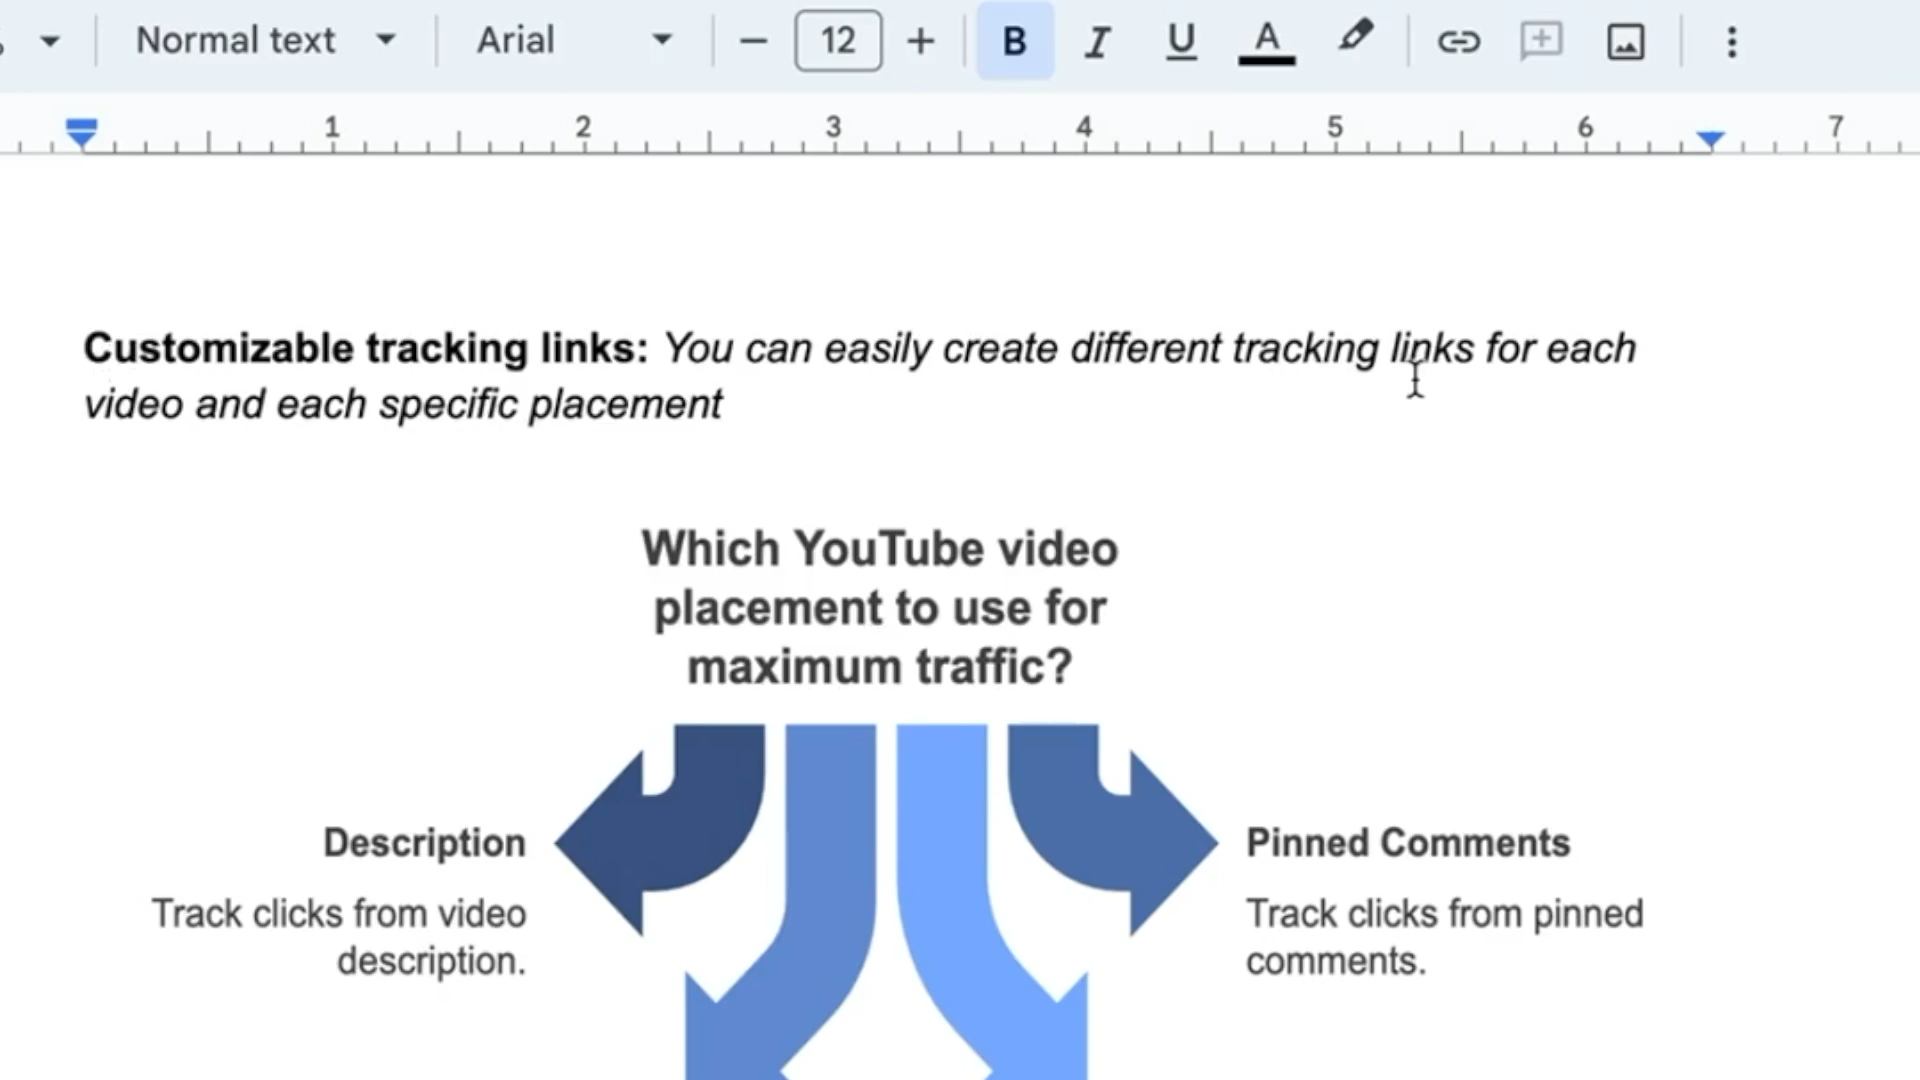 Normal text Arial 12 B I U A
1 2 3 4 5 6 7
Customizable tracking links: You can easily create different tracking links for each
video and each specific placement
Which YouTube video
placement to use for
maximum traffic?
Description
Track clicks from video
description.
Pinned Comments
Track clicks from pinned
comments.